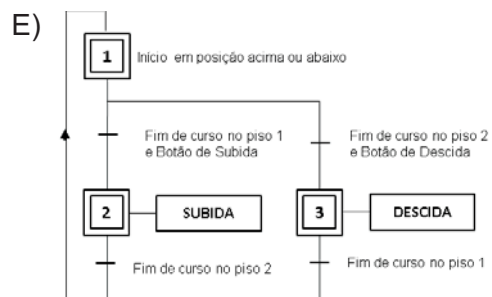 E)
1
Início em posição acima ou abaixo
Fim de curso no piso 1
e Botão de Subida
Fim de curso no piso 2
e Botão de Descida
2
SUBIDA
3
DESCIDA
Fim de curso no piso 2
Fim de curso no piso 1